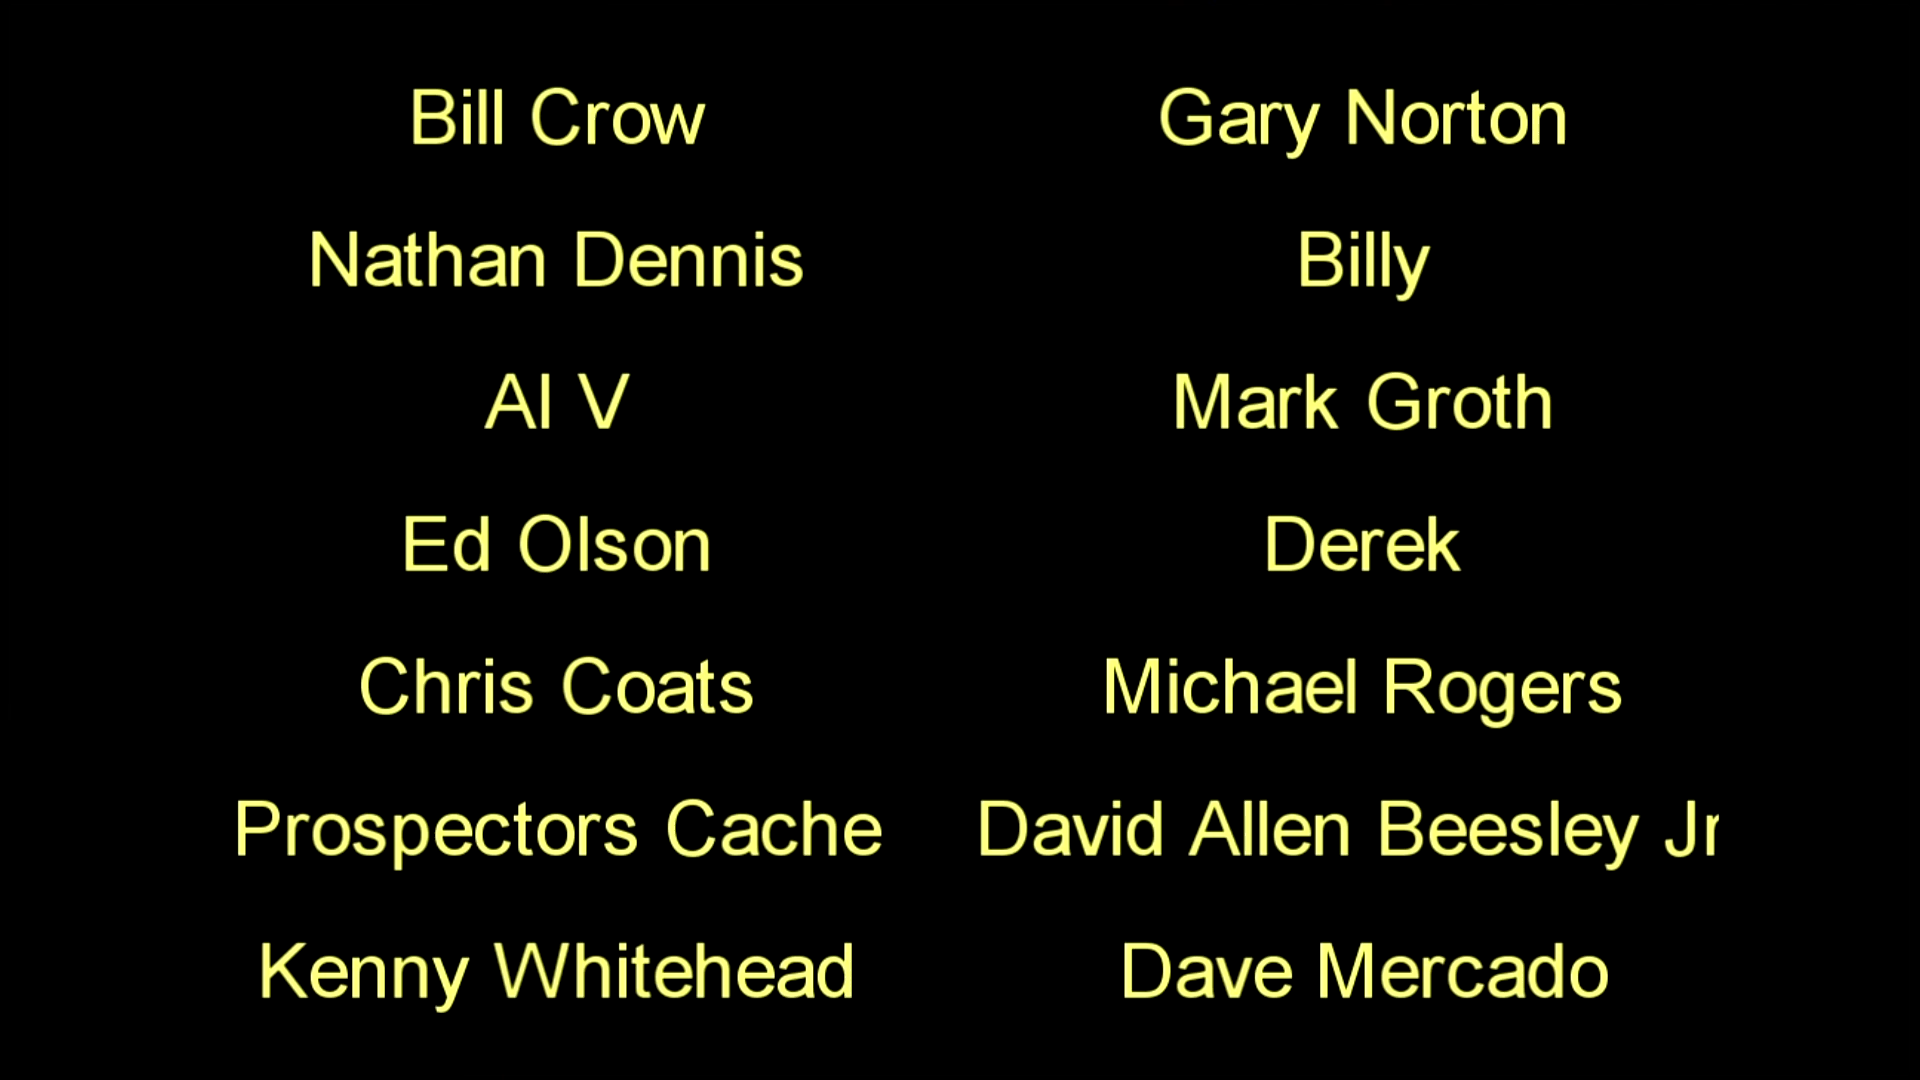 Bill Crow
Gary Norton
Nathan Dennis
Billy
Al V
Mark Groth
Ed Olson
Derek
Chris Coats
Michael Rogers
Prospectors Cache
David Allen Beesley Jr
Kenny Whitehead
Dave Mercado